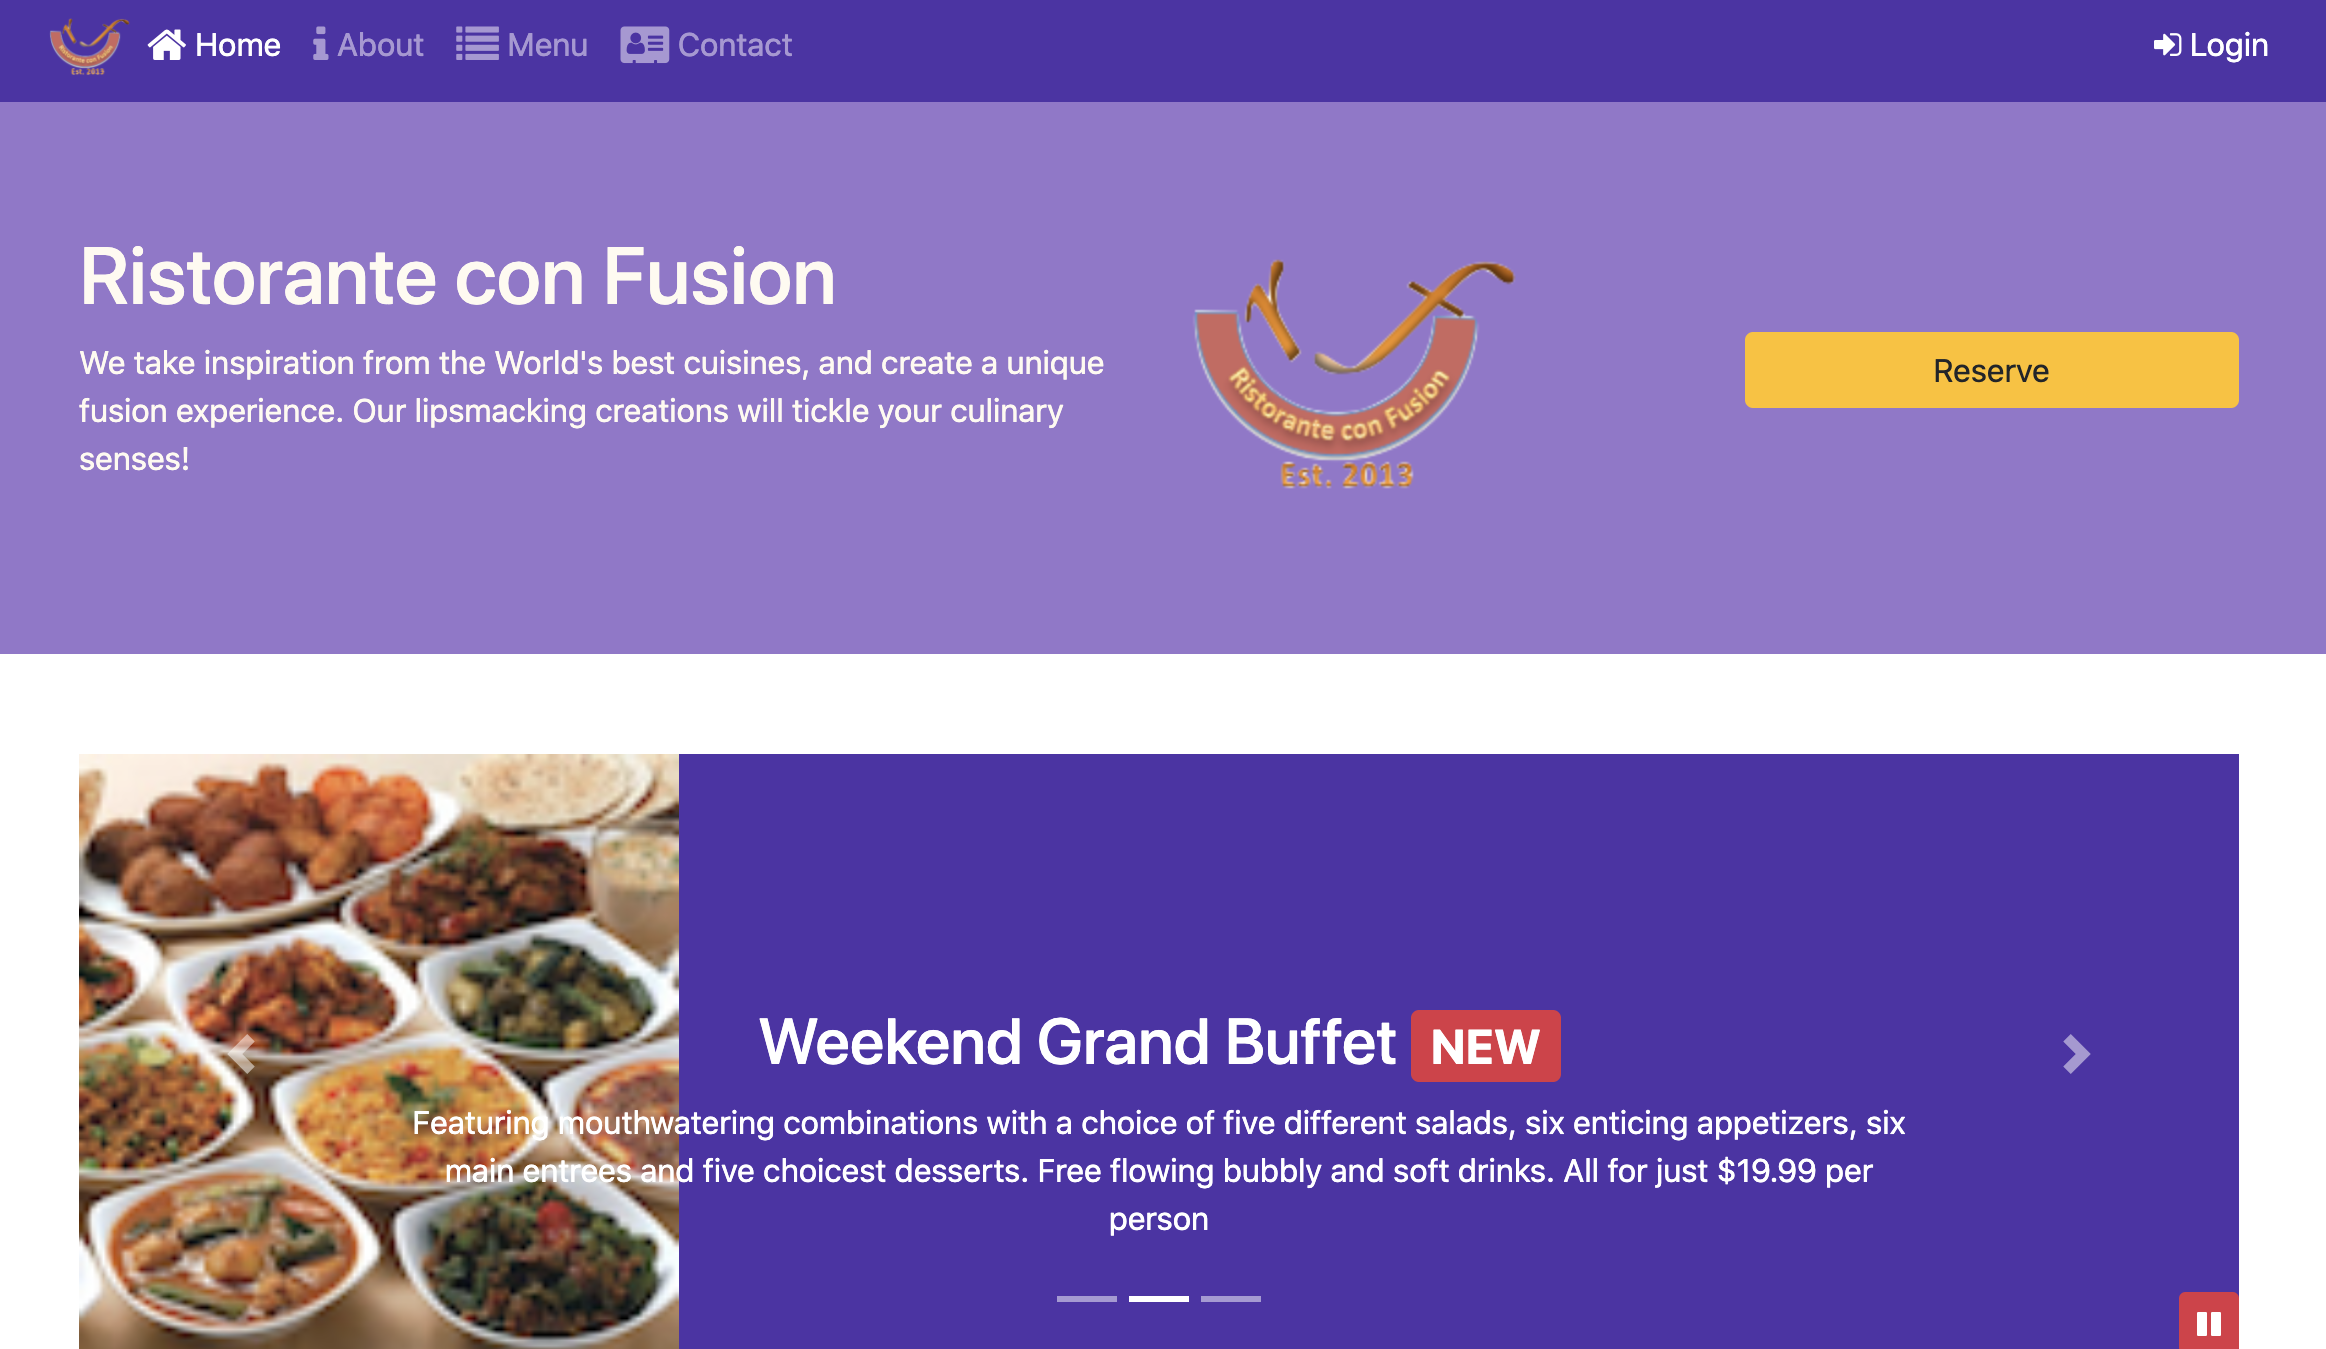 Home About Menu Contact Login
Ristorante con Fusion
We take inspiration from the World's best cuisines, and create a unique
fusion experience. Our lipsmacking creations will tickle your culinary
senses!
Ristorante con Fusion
Est. 2013
Reserve
Weekend Grand Buffet NEW
Featuring mouthwatering combinations with a choice of five different salads, six enticing appetizers, six
main entrees and five choicest desserts. Free flowing bubbly and soft drinks. All for just $19.99 per
person